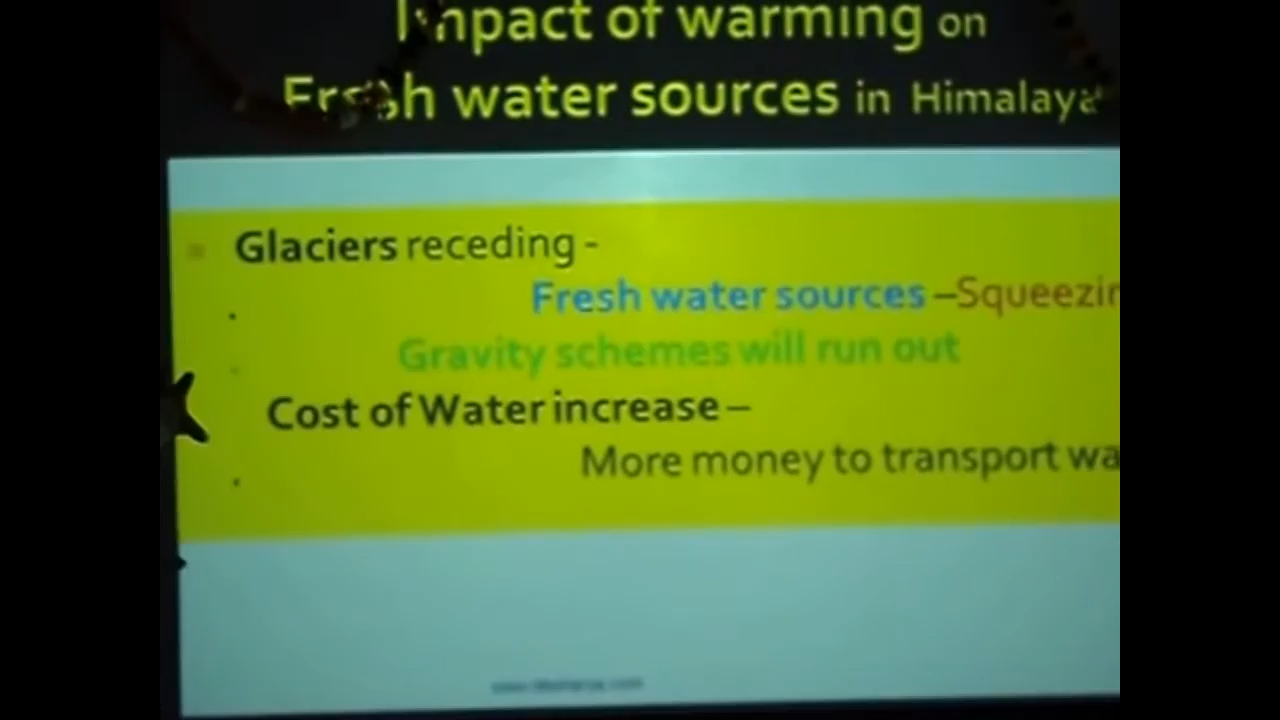 Impact of warming on
Fresh water sources in Himalaya
Glaciers receding -
Fresh water sources –Squeezin
Gravity schemes will run out
Cost of Water increase –
More money to transport wa